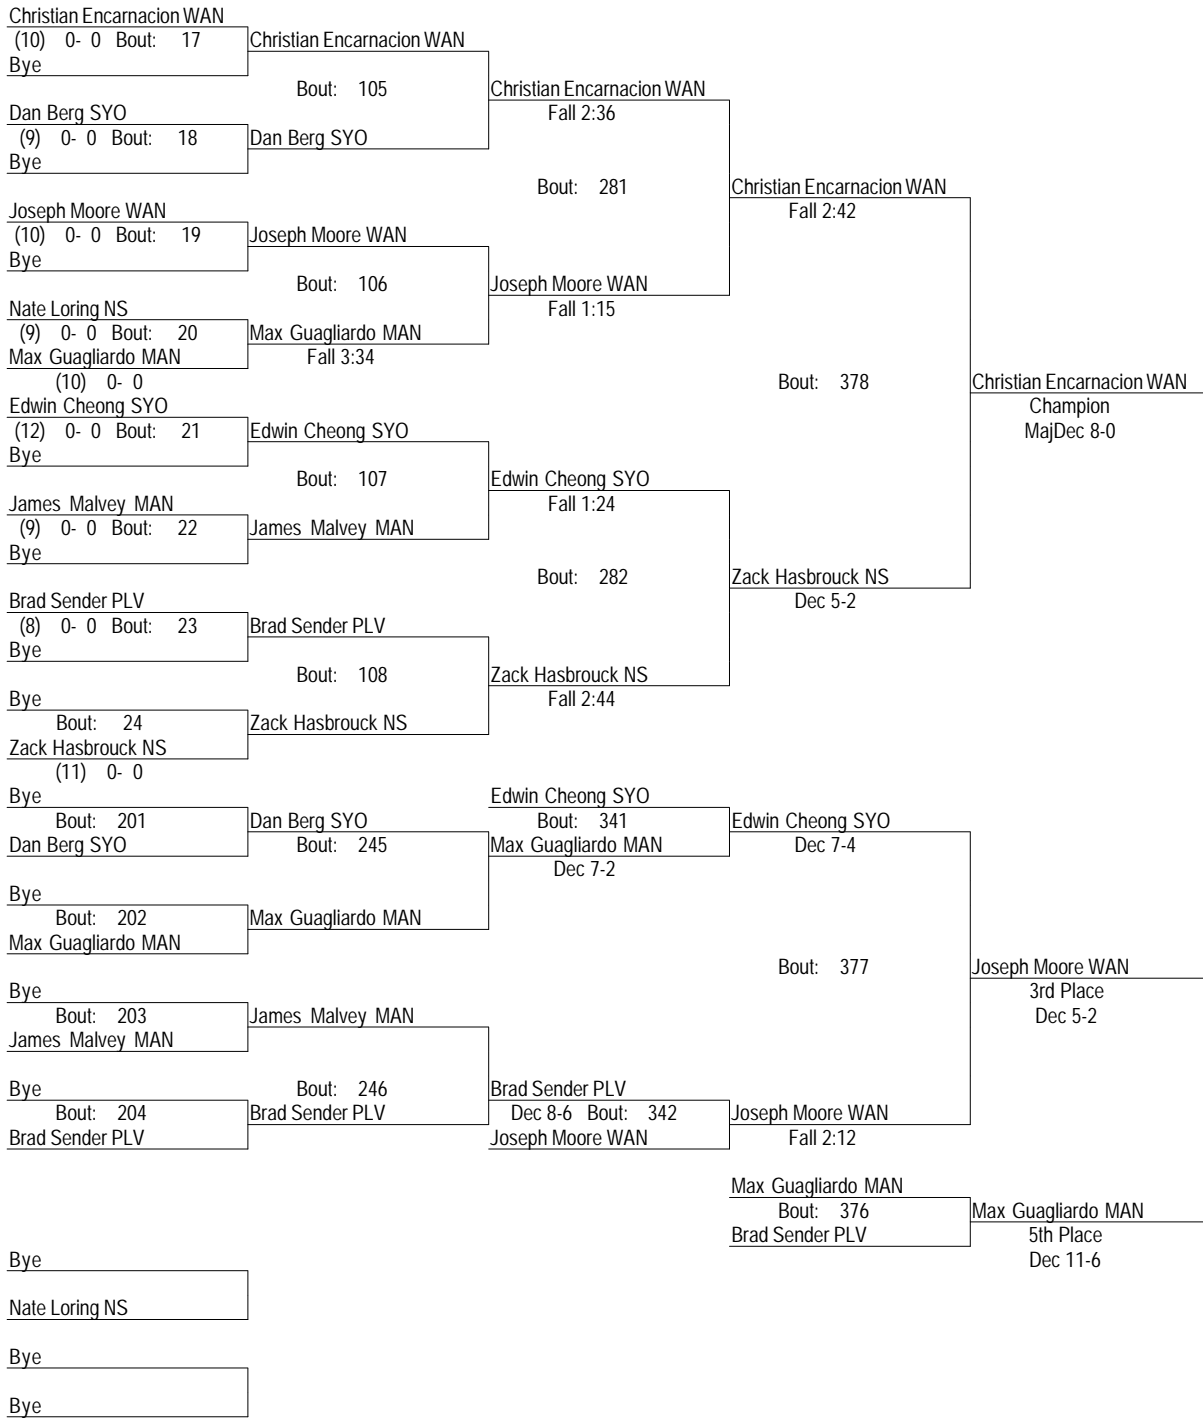 Christian Encarnacion WAN
(10) 0- 0 Bout: 17 Christian Encarnacion WAN
Bye
Bout: 105 Christian Encarnacion WAN
Dan Berg SYO Fall 2:36
(9) 0- 0 Bout: 18 Dan Berg SYO
Bye
Bout: 281 Christian Encarnacion WAN
Joseph Moore WAN Fall 2:42
(10) 0- 0 Bout: 19 Joseph Moore WAN
Bye
Bout: 106 Joseph Moore WAN
Nate Loring NS Fall 1:15
(9) 0- 0 Bout: 20 Max Guagliardo MAN
Max Guagliardo MAN Fall 3:34
(10) 0- 0 Bout: 378 Christian Encarnacion WAN
Edwin Cheong SYO Champion
(12) 0- 0 Bout: 21 Edwin Cheong SYO MajDec 8-0
Bye
Bout: 107 Edwin Cheong SYO
James Malvey MAN Fall 1:24
(9) 0- 0 Bout: 22 James Malvey MAN
Bye
Bout: 282 Zack Hasbrouck NS
Brad Sender PLV Dec 5-2
(8) 0- 0 Bout: 23 Brad Sender PLV
Bye
Bout: 108 Zack Hasbrouck NS
Bye Fall 2:44
Bout: 24 Zack Hasbrouck NS
Zack Hasbrouck NS
(11) 0- 0
Bye Edwin Cheong SYO
Bout: 201 Dan Berg SYO Bout: 341 Edwin Cheong SYO
Dan Berg SYO Bout: 245 Max Guagliardo MAN Dec 7-4
Dec 7-2
Bye
Bout: 202 Max Guagliardo MAN
Max Guagliardo MAN
Bout: 377 Joseph Moore WAN
Bye 3rd Place
Bout: 203 James Malvey MAN Dec 5-2
James Malvey MAN
Bye Bout: 246 Brad Sender PLV
Bout: 204 Brad Sender PLV Dec 8-6 Bout: 342 Joseph Moore WAN
Brad Sender PLV Joseph Moore WAN Fall 2:12
Max Guagliardo MAN
Bout: 376 Max Guagliardo MAN
Brad Sender PLV 5th Place
Bye Dec 11-6
Nate Loring NS
Bye
Bye